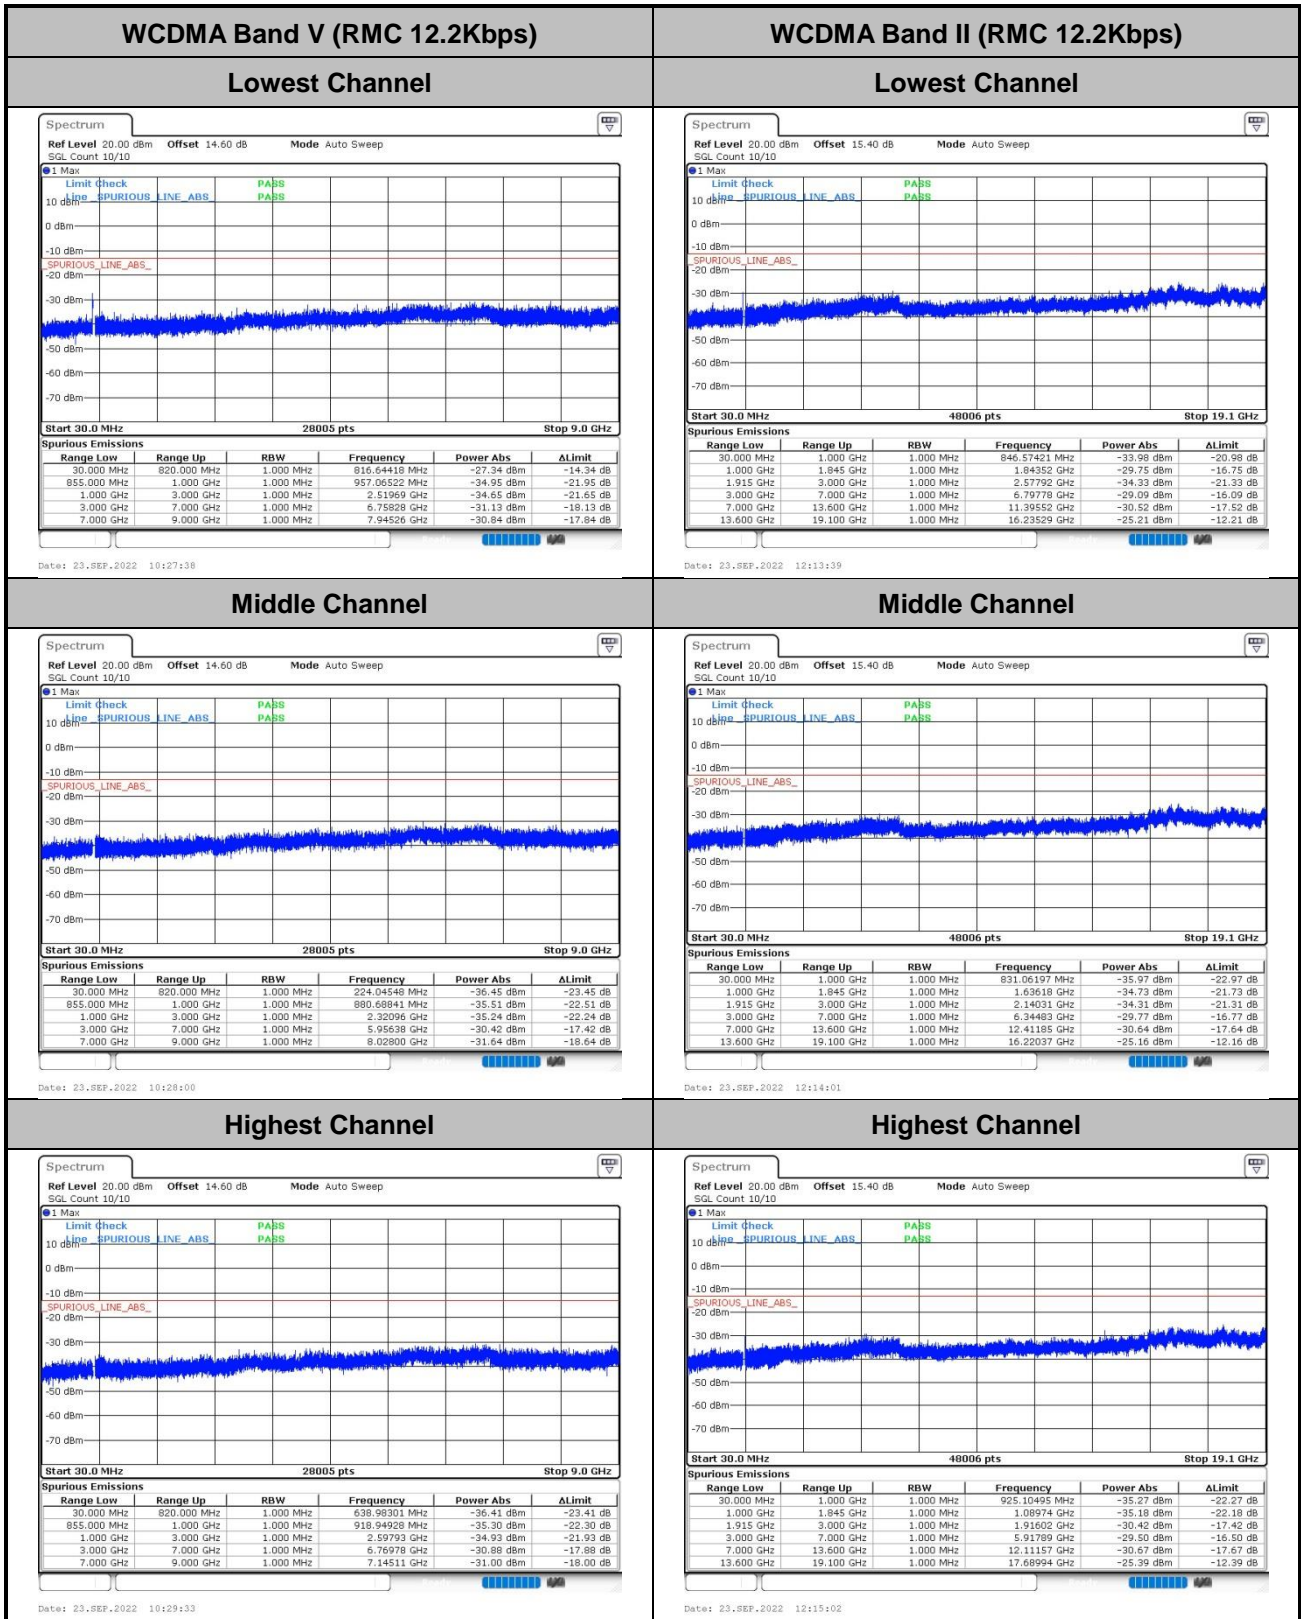 WCDMA Band V (RMC 12.2Kbps)
WCDMA Band II (RMC 12.2Kbps)
Lowest Channel
Lowest Channel
Spectrum
Ref Level 20.00 dBm Offset 14.60 dB Mode Auto Sweep
SGL Count 10/10
1 Max
Limit Check PASS
Line _SPURIOUS_LINE_ABS_ PASS
10 dBm
0 dBm
-10 dBm
_SPURIOUS_LINE_ABS_
-20 dBm
-30 dBm
-50 dBm
-60 dBm
-70 dBm
Start 30.0 MHz 28005 pts Stop 9.0 GHz
Spurious Emissions
Range Low Range Up RBW Frequency Power Abs ΔLimit
30.000 MHz 820.000 MHz 1.000 MHz 816.64418 MHz -27.34 dBm -14.34 dB
855.000 MHz 1.000 GHz 1.000 MHz 957.06522 MHz -34.95 dBm -21.95 dB
1.000 GHz 3.000 GHz 1.000 MHz 2.51969 GHz -34.65 dBm -21.65 dB
3.000 GHz 7.000 GHz 1.000 MHz 6.75828 GHz -31.13 dBm -18.13 dB
7.000 GHz 9.000 GHz 1.000 MHz 7.94526 GHz -30.84 dBm -17.84 dB
Date: 23.SEP.2022 10:27:38
Spectrum
Ref Level 20.00 dBm Offset 15.40 dB Mode Auto Sweep
SGL Count 10/10
1 Max
Limit Check PASS
Line _SPURIOUS_LINE_ABS_ PASS
10 dBm
0 dBm
-10 dBm
_SPURIOUS_LINE_ABS_
-20 dBm
-30 dBm
-50 dBm
-60 dBm
-70 dBm
Start 30.0 MHz 48006 pts Stop 19.1 GHz
Spurious Emissions
Range Low Range Up RBW Frequency Power Abs ΔLimit
30.000 MHz 1.000 GHz 1.000 MHz 846.57421 MHz -33.98 dBm -20.98 dB
1.000 GHz 1.845 GHz 1.000 MHz 1.84352 GHz -29.75 dBm -16.75 dB
1.915 GHz 3.000 GHz 1.000 MHz 2.57792 GHz -34.33 dBm -21.33 dB
3.000 GHz 7.000 GHz 1.000 MHz 6.79778 GHz -29.09 dBm -16.09 dB
7.000 GHz 13.600 GHz 1.000 MHz 11.39552 GHz -30.52 dBm -17.52 dB
13.600 GHz 19.100 GHz 1.000 MHz 16.23529 GHz -25.21 dBm -12.21 dB
Date: 23.SEP.2022 12:13:39
Middle Channel
Middle Channel
Spectrum
Ref Level 20.00 dBm Offset 14.60 dB Mode Auto Sweep
SGL Count 10/10
1 Max
Limit Check PASS
Line _SPURIOUS_LINE_ABS_ PASS
10 dBm
0 dBm
-10 dBm
_SPURIOUS_LINE_ABS_
-20 dBm
-30 dBm
-50 dBm
-60 dBm
-70 dBm
Start 30.0 MHz 28005 pts Stop 9.0 GHz
Spurious Emissions
Range Low Range Up RBW Frequency Power Abs ΔLimit
30.000 MHz 820.000 MHz 1.000 MHz 224.04548 MHz -36.45 dBm -23.45 dB
855.000 MHz 1.000 GHz 1.000 MHz 880.68841 MHz -35.51 dBm -22.51 dB
1.000 GHz 3.000 GHz 1.000 MHz 2.32096 GHz -35.24 dBm -22.24 dB
3.000 GHz 7.000 GHz 1.000 MHz 5.95638 GHz -30.42 dBm -17.42 dB
7.000 GHz 9.000 GHz 1.000 MHz 8.02800 GHz -31.64 dBm -18.64 dB
Date: 23.SEP.2022 10:28:00
Spectrum
Ref Level 20.00 dBm Offset 15.40 dB Mode Auto Sweep
SGL Count 10/10
1 Max
Limit Check PASS
Line _SPURIOUS_LINE_ABS_ PASS
10 dBm
0 dBm
-10 dBm
_SPURIOUS_LINE_ABS_
-20 dBm
-30 dBm
-50 dBm
-60 dBm
-70 dBm
Start 30.0 MHz 48006 pts Stop 19.1 GHz
Spurious Emissions
Range Low Range Up RBW Frequency Power Abs ΔLimit
30.000 MHz 1.000 GHz 1.000 MHz 831.06197 MHz -35.97 dBm -22.97 dB
1.000 GHz 1.845 GHz 1.000 MHz 1.63618 GHz -34.73 dBm -21.73 dB
1.915 GHz 3.000 GHz 1.000 MHz 2.14031 GHz -34.31 dBm -21.31 dB
3.000 GHz 7.000 GHz 1.000 MHz 6.34483 GHz -29.77 dBm -16.77 dB
7.000 GHz 13.600 GHz 1.000 MHz 12.41185 GHz -30.64 dBm -17.64 dB
13.600 GHz 19.100 GHz 1.000 MHz 16.22037 GHz -25.16 dBm -12.16 dB
Date: 23.SEP.2022 12:14:01
Highest Channel
Highest Channel
Spectrum
Ref Level 20.00 dBm Offset 14.60 dB Mode Auto Sweep
SGL Count 10/10
1 Max
Limit Check PASS
Line _SPURIOUS_LINE_ABS_ PASS
10 dBm
0 dBm
-10 dBm
_SPURIOUS_LINE_ABS_
-20 dBm
-30 dBm
-50 dBm
-60 dBm
-70 dBm
Start 30.0 MHz 28005 pts Stop 9.0 GHz
Spurious Emissions
Range Low Range Up RBW Frequency Power Abs ΔLimit
30.000 MHz 820.000 MHz 1.000 MHz 638.98301 MHz -36.41 dBm -23.41 dB
855.000 MHz 1.000 GHz 1.000 MHz 918.94928 MHz -35.30 dBm -22.30 dB
1.000 GHz 3.000 GHz 1.000 MHz 2.59793 GHz -34.93 dBm -21.93 dB
3.000 GHz 7.000 GHz 1.000 MHz 6.76978 GHz -30.88 dBm -17.88 dB
7.000 GHz 9.000 GHz 1.000 MHz 7.14511 GHz -31.00 dBm -18.00 dB
Date: 23.SEP.2022 10:29:33
Spectrum
Ref Level 20.00 dBm Offset 15.40 dB Mode Auto Sweep
SGL Count 10/10
1 Max
Limit Check PASS
Line _SPURIOUS_LINE_ABS_ PASS
10 dBm
0 dBm
-10 dBm
_SPURIOUS_LINE_ABS_
-20 dBm
-30 dBm
-50 dBm
-60 dBm
-70 dBm
Start 30.0 MHz 48006 pts Stop 19.1 GHz
Spurious Emissions
Range Low Range Up RBW Frequency Power Abs ΔLimit
30.000 MHz 1.000 GHz 1.000 MHz 925.10495 MHz -35.27 dBm -22.27 dB
1.000 GHz 1.845 GHz 1.000 MHz 1.08974 GHz -35.18 dBm -22.18 dB
1.915 GHz 3.000 GHz 1.000 MHz 1.91602 GHz -30.42 dBm -17.42 dB
3.000 GHz 7.000 GHz 1.000 MHz 5.91789 GHz -29.50 dBm -16.50 dB
7.000 GHz 13.600 GHz 1.000 MHz 12.11157 GHz -30.67 dBm -17.67 dB
13.600 GHz 19.100 GHz 1.000 MHz 17.68994 GHz -25.39 dBm -12.39 dB
Date: 23.SEP.2022 12:15:02